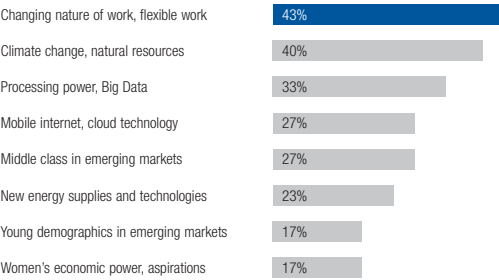 Changing nature of work, flexible work 43%
Climate change, natural resources 40%
Processing power, Big Data 33%
Mobile internet, cloud technology 27%
Middle class in emerging markets 27%
New energy supplies and technologies 23%
Young demographics in emerging markets 17%
Women's economic power, aspirations 17%